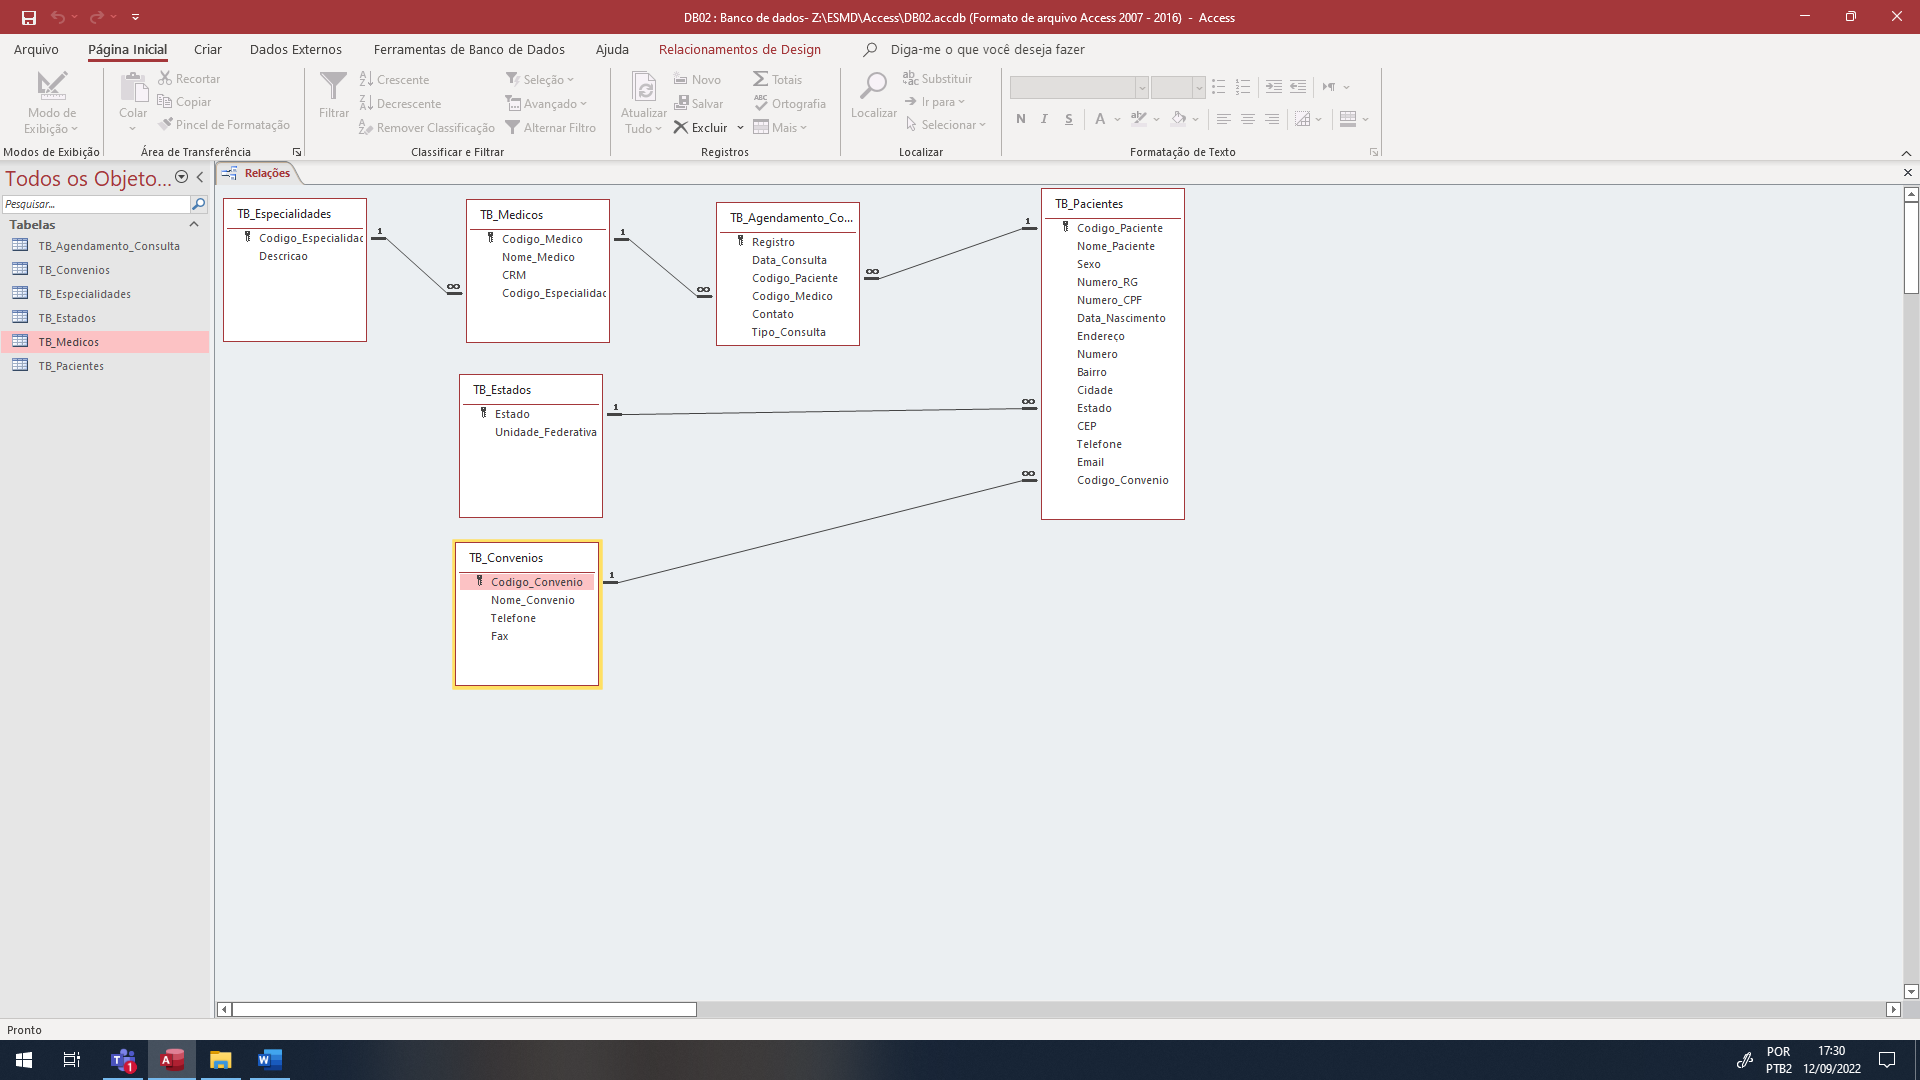 DB02 : Banco de dados- Z:\ESMD\Access\DB02.accdb (Formato de arquivo Access 2007 - 2016) - Access
Arquivo Página Inicial Criar Dados Externos Ferramentas de Banco de Dados Ajuda Relacionamentos de Design Diga-me o que você deseja fazer
Modo de Exibição
Modos de Exibição
Colar
Recortar
Copiar
Pincel de Formatação
Área de Transferência
Filtrar
Crescente
Decrescente
Remover Classificação
Seleção
Avançado
Alternar Filtro
Classificar e Filtrar
Atualizar Tudo
Novo
Salvar
Excluir
Totais
Ortografia
Mais
Registros
Localizar
Substituir
Ir para
Selecionar
Localizar
N I S A
Formatação de Texto
Todos os Objeto...
Pesquisar...
Tabelas
TB_Agendamento_Consulta
TB_Convenios
TB_Especialidades
TB_Estados
TB_Medicos
TB_Pacientes
Relações
TB_Especialidades
Codigo_Especialidac
Descricao
1
∞
TB_Medicos
Codigo_Medico
Nome_Medico
CRM
Codigo_Especialidac
1
∞
TB_Agendamento_Co...
Registro
Data_Consulta
Codigo_Paciente
Codigo_Medico
Contato
Tipo_Consulta
∞
1
TB_Pacientes
Codigo_Paciente
Nome_Paciente
Sexo
Numero_RG
Numero_CPF
Data_Nascimento
Endereço
Numero
Bairro
Cidade
Estado
CEP
Telefone
Email
Codigo_Convenio
TB_Estados
Estado
Unidade_Federativa
1
∞
TB_Convenios
Codigo_Convenio
Nome_Convenio
Telefone
Fax
1
∞
Pronto
1
POR
PTB2
17:30
12/09/2022